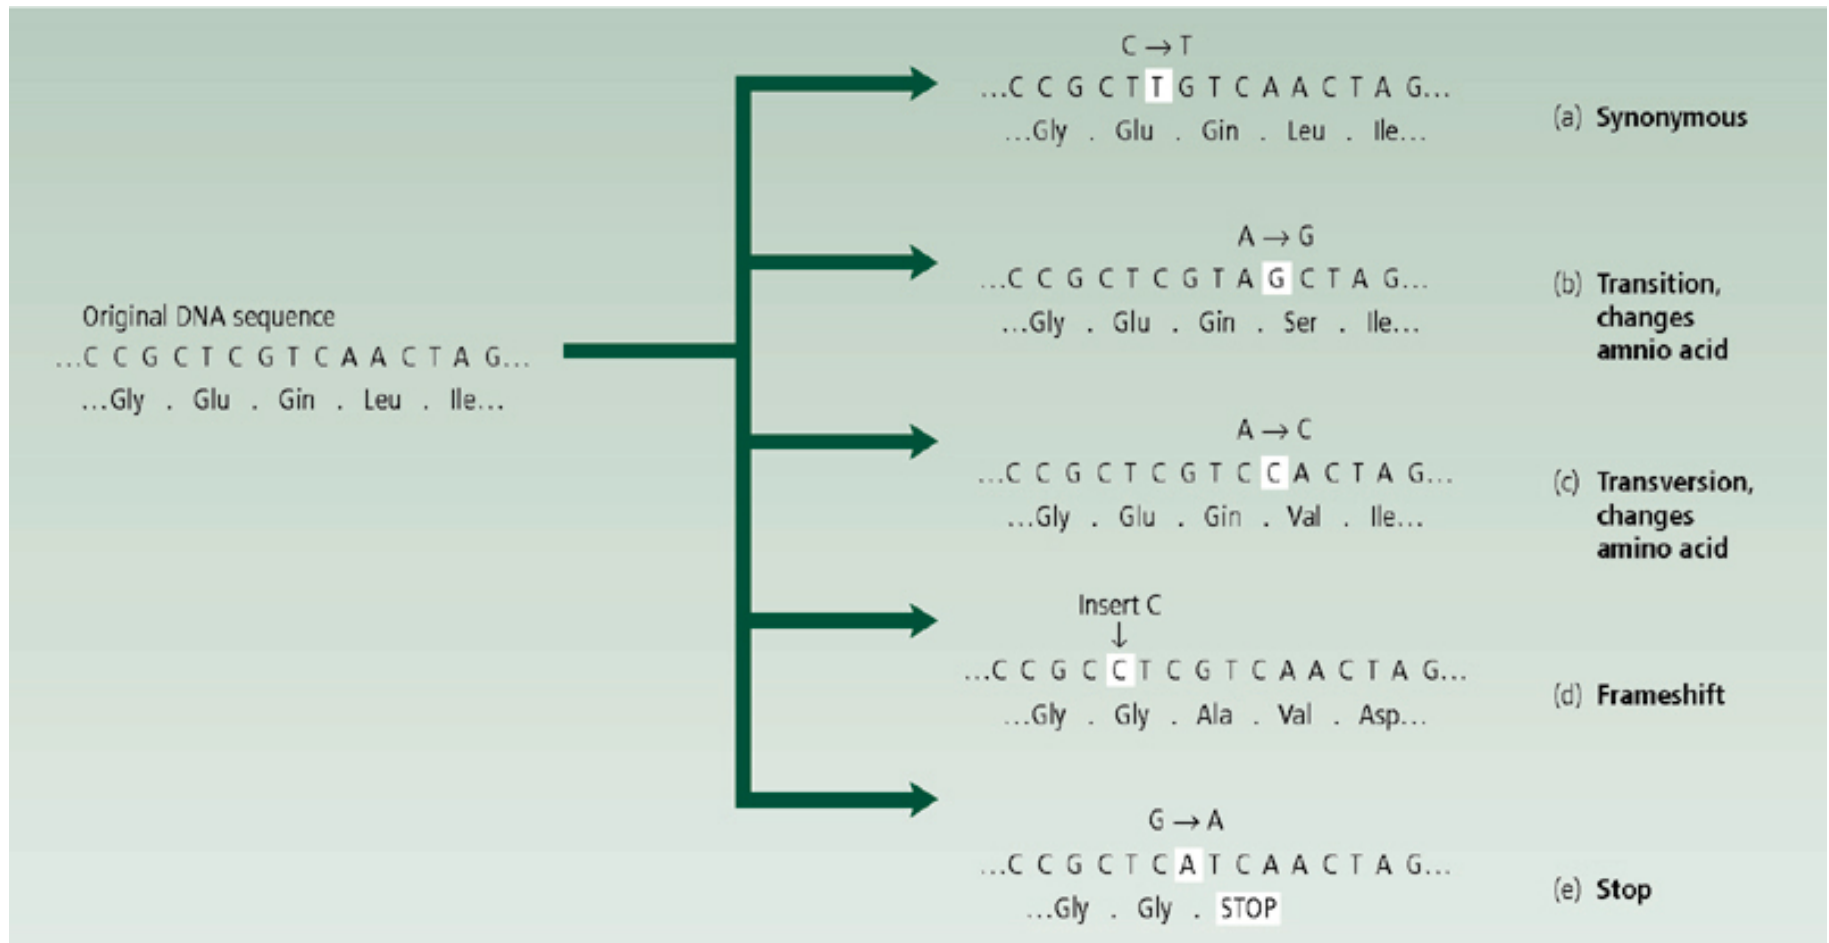 Original DNA sequence
...C C G C T C G T C A A C T A G...
...Gly . Glu . Gin . Leu . Ile...
C → T
...C C G C T T G T C A A C T A G...
...Gly . Glu . Gin . Leu . Ile...
(a) Synonymous
A → G
...C C G C T C G T A G C T A G...
...Gly . Glu . Gin . Ser . Ile...
(b) Transition,
changes
amnio acid
A → C
...C C G C T C G T C C A C T A G...
...Gly . Glu . Gin . Val . Ile...
(c) Transversion,
changes
amino acid
Insert C
↓
...C C G C C T C G T C A A C T A G...
...Gly . Gly . Ala . Val . Asp...
(d) Frameshift
G → A
...C C G C T C A T C A A C T A G...
...Gly . Gly . STOP
(e) Stop